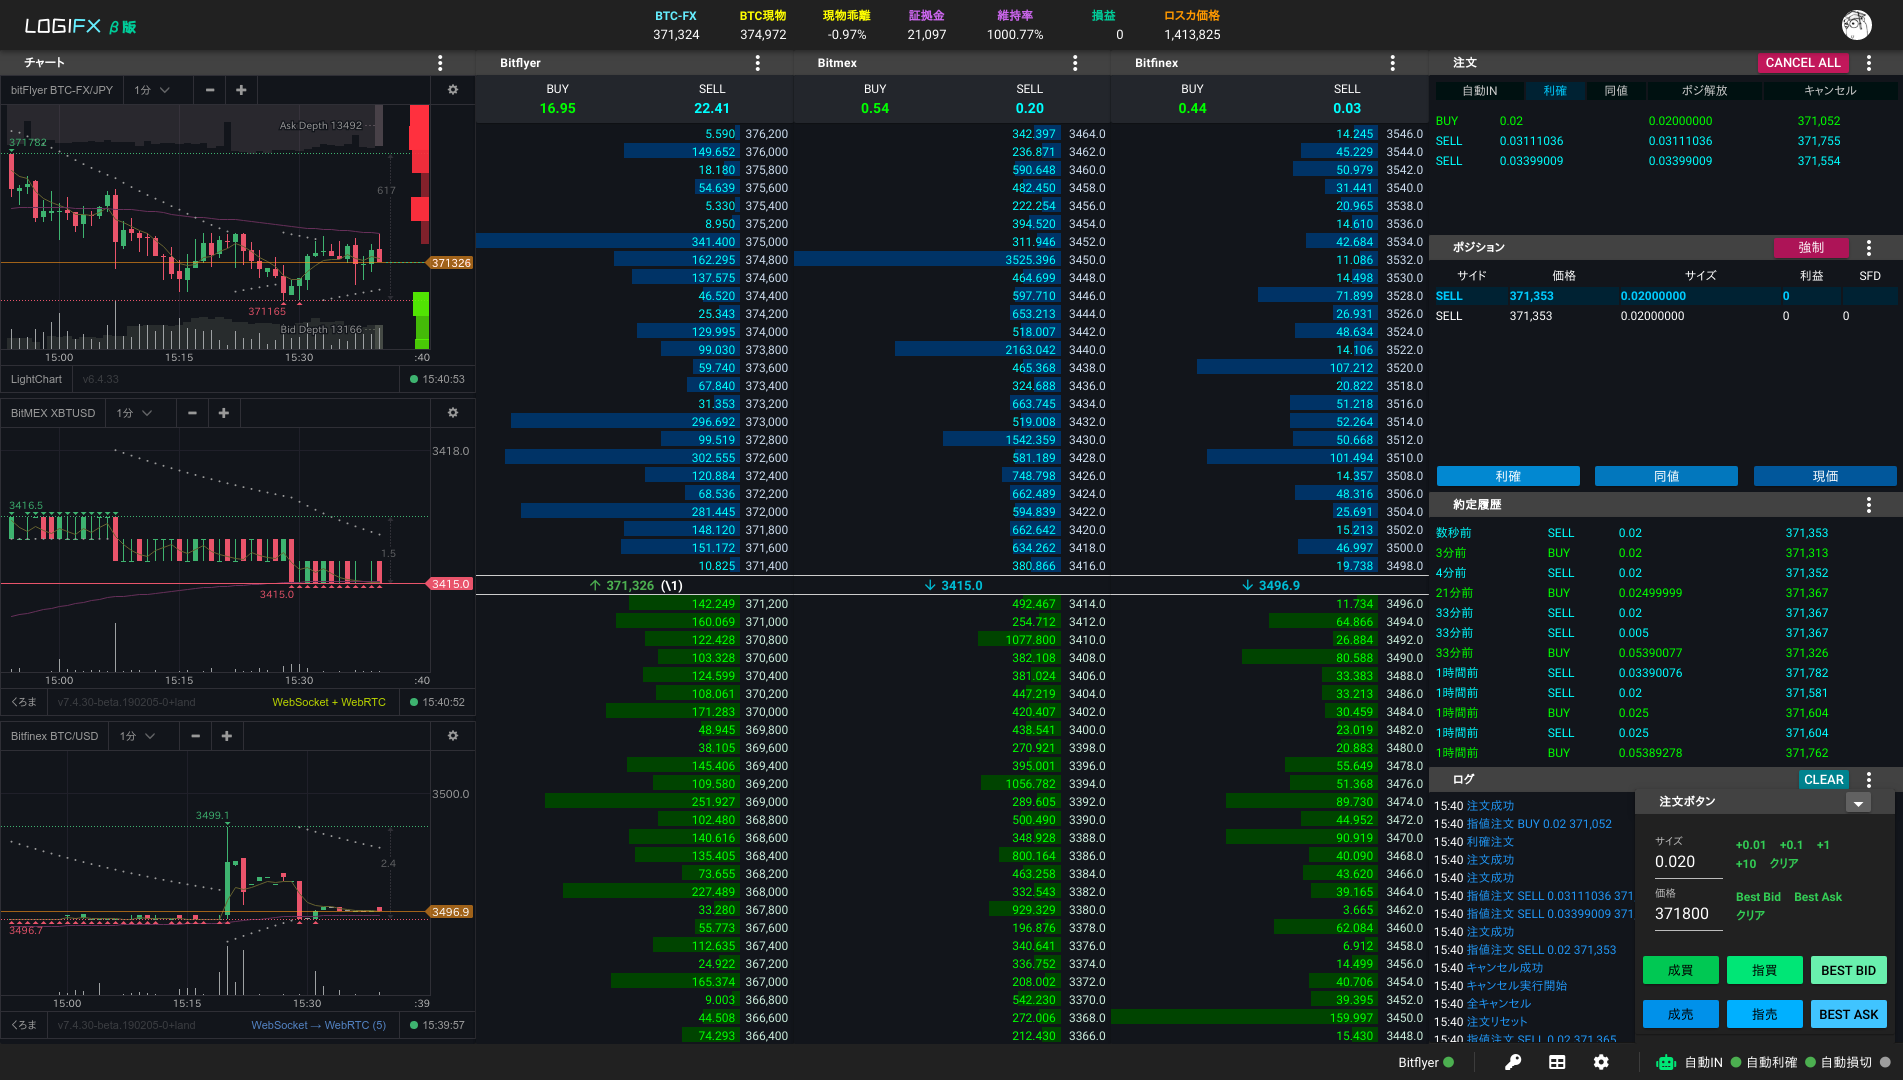 LOGIFX β版
BTC-FX BTC現物 現物乖離 証拠金 維持率 損益 ロスカ価格
371,324 374,972 -0.97% 21,097 1000.77% 0 1,413,825
チャート
bitFlyer BTC-FX/JPY 1分
Ask Depth 13492
371782
617
371326
371165
Bid Depth 13166
15:00 15:15 15:30 :40
LightChart v6.4.33 15:40:53
BitMEX XBTUSD 1分
3418.0
3416.5
1.5
3415.0
3415.0
15:00 15:15 15:30 :40
くろま v7.4.30-beta.190205-0+land WebSocket + WebRTC 15:40:52
Bitfinex BTC/USD 1分
3500.0
3499.1
2.4
3496.9
3496.7
15:00 15:15 15:30 :39
くろま v7.4.30-beta.190205-0+land WebSocket → WebRTC (5) 15:39:57
Bitflyer Bitmex Bitfinex
BUY SELL BUY SELL BUY SELL
16.95 22.41 0.54 0.20 0.44 0.03
5.590 376,200 342.397 3464.0 14.245 3546.0
149.652 376,000 236.871 3462.0 45.229 3544.0
18.180 375,800 590.648 3460.0 50.979 3542.0
54.639 375,600 482.450 3458.0 31.441 3540.0
5.330 375,400 222.254 3456.0 20.965 3538.0
8.950 375,200 394.520 3454.0 14.610 3536.0
341.400 375,000 311.946 3452.0 42.684 3534.0
162.295 374,800 3525.396 3450.0 11.086 3532.0
137.575 374,600 464.699 3448.0 14.498 3530.0
46.520 374,400 597.710 3446.0 71.899 3528.0
25.343 374,200 653.213 3444.0 26.931 3526.0
129.995 374,000 518.007 3442.0 48.634 3524.0
99.030 373,800 2163.042 3440.0 14.106 3522.0
59.740 373,600 465.368 3438.0 107.212 3520.0
67.840 373,400 324.688 3436.0 20.822 3518.0
31.353 373,200 663.745 3434.0 51.218 3516.0
296.692 373,000 519.008 3432.0 52.264 3514.0
99.519 372,800 1542.359 3430.0 50.668 3512.0
302.555 372,600 581.189 3428.0 101.494 3510.0
120.884 372,400 748.798 3426.0 14.357 3508.0
68.536 372,200 662.489 3424.0 48.316 3506.0
281.445 372,000 594.839 3422.0 25.691 3504.0
148.120 371,800 662.642 3420.0 15.213 3502.0
151.172 371,600 634.262 3418.0 46.997 3500.0
10.825 371,400 380.866 3416.0 19.738 3498.0
↑ 371,326 (\1) ↓ 3415.0 ↓ 3496.9
142.249 371,200 492.467 3414.0 11.734 3496.0
160.069 371,000 254.712 3412.0 64.866 3494.0
122.428 370,800 1077.800 3410.0 26.884 3492.0
103.328 370,600 382.108 3408.0 80.588 3490.0
124.599 370,400 381.024 3406.0 33.383 3488.0
108.061 370,200 447.219 3404.0 33.213 3486.0
171.283 370,000 420.407 3402.0 30.459 3484.0
48.945 369,800 438.541 3400.0 23.019 3482.0
38.105 369,600 270.921 3398.0 20.883 3480.0
145.406 369,400 395.001 3396.0 55.649 3478.0
109.580 369,200 1056.782 3394.0 51.368 3476.0
251.927 369,000 289.605 3392.0 89.730 3474.0
102.480 368,800 500.490 3390.0 44.952 3472.0
140.616 368,600 348.928 3388.0 90.919 3470.0
135.405 368,400 800.164 3386.0 40.090 3468.0
73.655 368,200 463.258 3384.0 43.620 3466.0
227.489 368,000 332.543 3382.0 39.165 3464.0
33.280 367,800 929.329 3380.0 3.665 3462.0
55.773 367,600 196.876 3378.0 62.084 3460.0
112.635 367,400 340.641 3376.0 6.912 3458.0
24.922 367,200 336.752 3374.0 14.499 3456.0
165.374 367,000 208.002 3372.0 40.706 3454.0
9.003 366,800 542.230 3370.0 39.395 3452.0
44.508 366,600 272.006 3368.0 159.997 3450.0
74.293 366,400 212.430 3366.0 15.430 3448.0
注文 CANCEL ALL
自動IN 利確 同値 ポジ解放 キャンセル
BUY 0.02 0.02000000 371,052
SELL 0.03111036 0.03111036 371,755
SELL 0.03399009 0.03399009 371,554
ポジション 強制
サイド 価格 サイズ 利益 SFD
SELL 371,353 0.02000000 0
SELL 371,353 0.02000000 0 0
利確 同値 現価
約定履歴
数秒前 SELL 0.02 371,353
3分前 BUY 0.02 371,313
4分前 SELL 0.02 371,352
21分前 BUY 0.02499999 371,367
33分前 SELL 0.02 371,367
33分前 SELL 0.005 371,367
33分前 BUY 0.05390077 371,326
1時間前 SELL 0.03390076 371,782
1時間前 SELL 0.02 371,581
1時間前 BUY 0.025 371,604
1時間前 SELL 0.025 371,604
1時間前 BUY 0.05389278 371,762
ログ CLEAR
15:40 注文成功
15:40 指値注文 BUY 0.02 371,052
15:40 利確注文
15:40 注文成功
15:40 注文成功
15:40 指値注文 SELL 0.03111036 371
15:40 指値注文 SELL 0.03399009 371
15:40 注文成功
15:40 指値注文 SELL 0.02 371,353
15:40 キャンセル成功
15:40 キャンセル実行開始
15:40 全キャンセル
15:40 注文リセット
15:40 指値注文 SELL 0.02 371,365
注文ボタン
サイズ
0.020 +0.01 +0.1 +1
+10 クリア
価格
371800 Best Bid Best Ask
クリア
成買 指買 BEST BID
成売 指売 BEST ASK
Bitflyer 自動IN 自動利確 自動損切